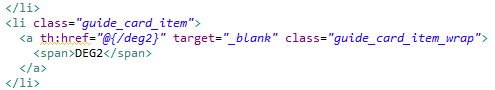 </li>
<li class="guide_card_item">
<a th:href="@{/deg2}" target="_blank" class="guide_card_item_wrap">
<span>DEG2</span>
</a>
</li>